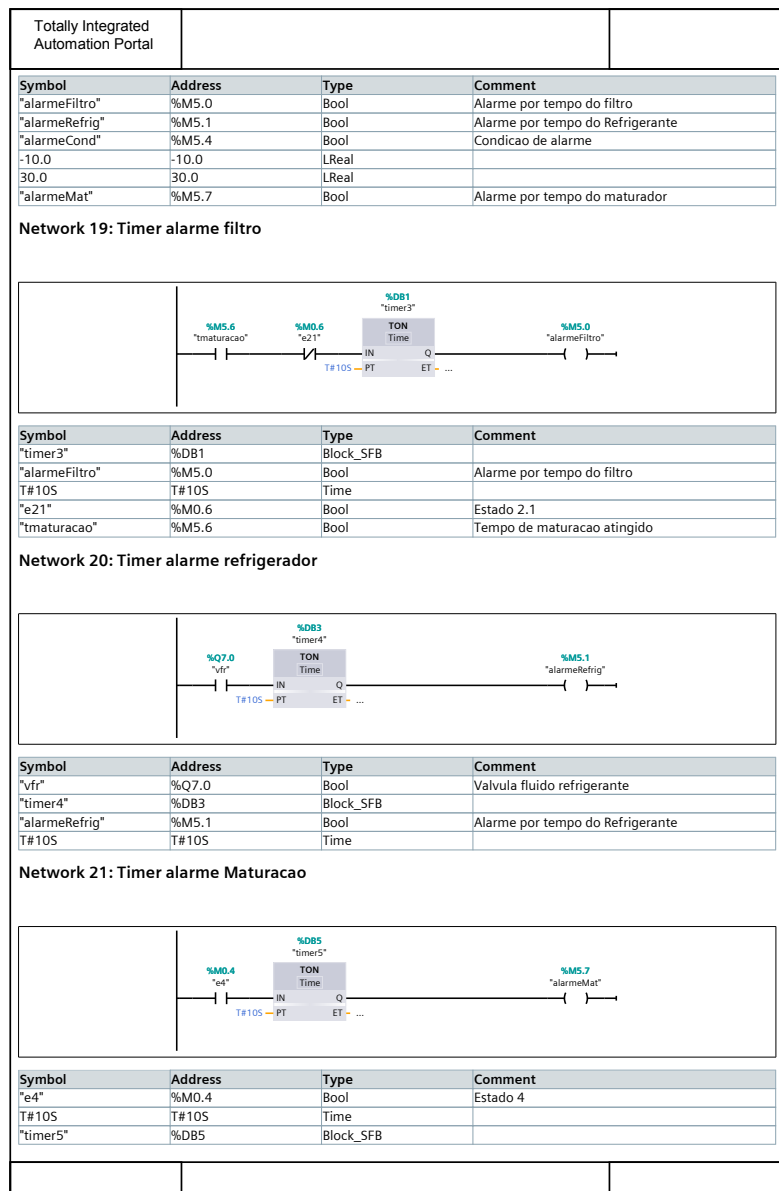 Totally Integrated
Automation Portal
Symbol Address Type Comment
"alarmeFiltro" %M5.0 Bool Alarme por tempo do filtro
"alarmeRefrig" %M5.1 Bool Alarme por tempo do Refrigerante
"alarmeCond" %M5.4 Bool Condicao de alarme
-10.0 -10.0 LReal
30.0 30.0 LReal
"alarmeMat" %M5.7 Bool Alarme por tempo do maturador
Network 19: Timer alarme filtro
%DB1
"timer3"
%M5.6 %M0.6 TON %M5.0
"tmaturacao" "e21" Time "alarmeFiltro"
IN Q
T#10S PT ET ...
Symbol Address Type Comment
"timer3" %DB1 Block_SFB
"alarmeFiltro" %M5.0 Bool Alarme por tempo do filtro
T#10S T#10S Time
"e21" %M0.6 Bool Estado 2.1
"tmaturacao" %M5.6 Bool Tempo de maturacao atingido
Network 20: Timer alarme refrigerador
%DB3
"timer4"
%Q7.0 TON %M5.1
"vfr" Time "alarmeRefrig"
IN Q
T#10S PT ET ...
Symbol Address Type Comment
"vfr" %Q7.0 Bool Valvula fluido refrigerante
"timer4" %DB3 Block_SFB
"alarmeRefrig" %M5.1 Bool Alarme por tempo do Refrigerante
T#10S T#10S Time
Network 21: Timer alarme Maturacao
%DB5
"timer5"
%M0.4 TON %M5.7
"e4" Time "alarmeMat"
IN Q
T#10S PT ET ...
Symbol Address Type Comment
"e4" %M0.4 Bool Estado 4
T#10S T#10S Time
"timer5" %DB5 Block_SFB